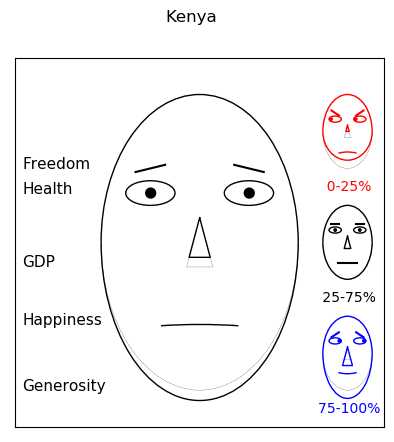 Kenya
Freedom
Health
GDP
Happiness
Generosity
0-25%
25-75%
75-100%